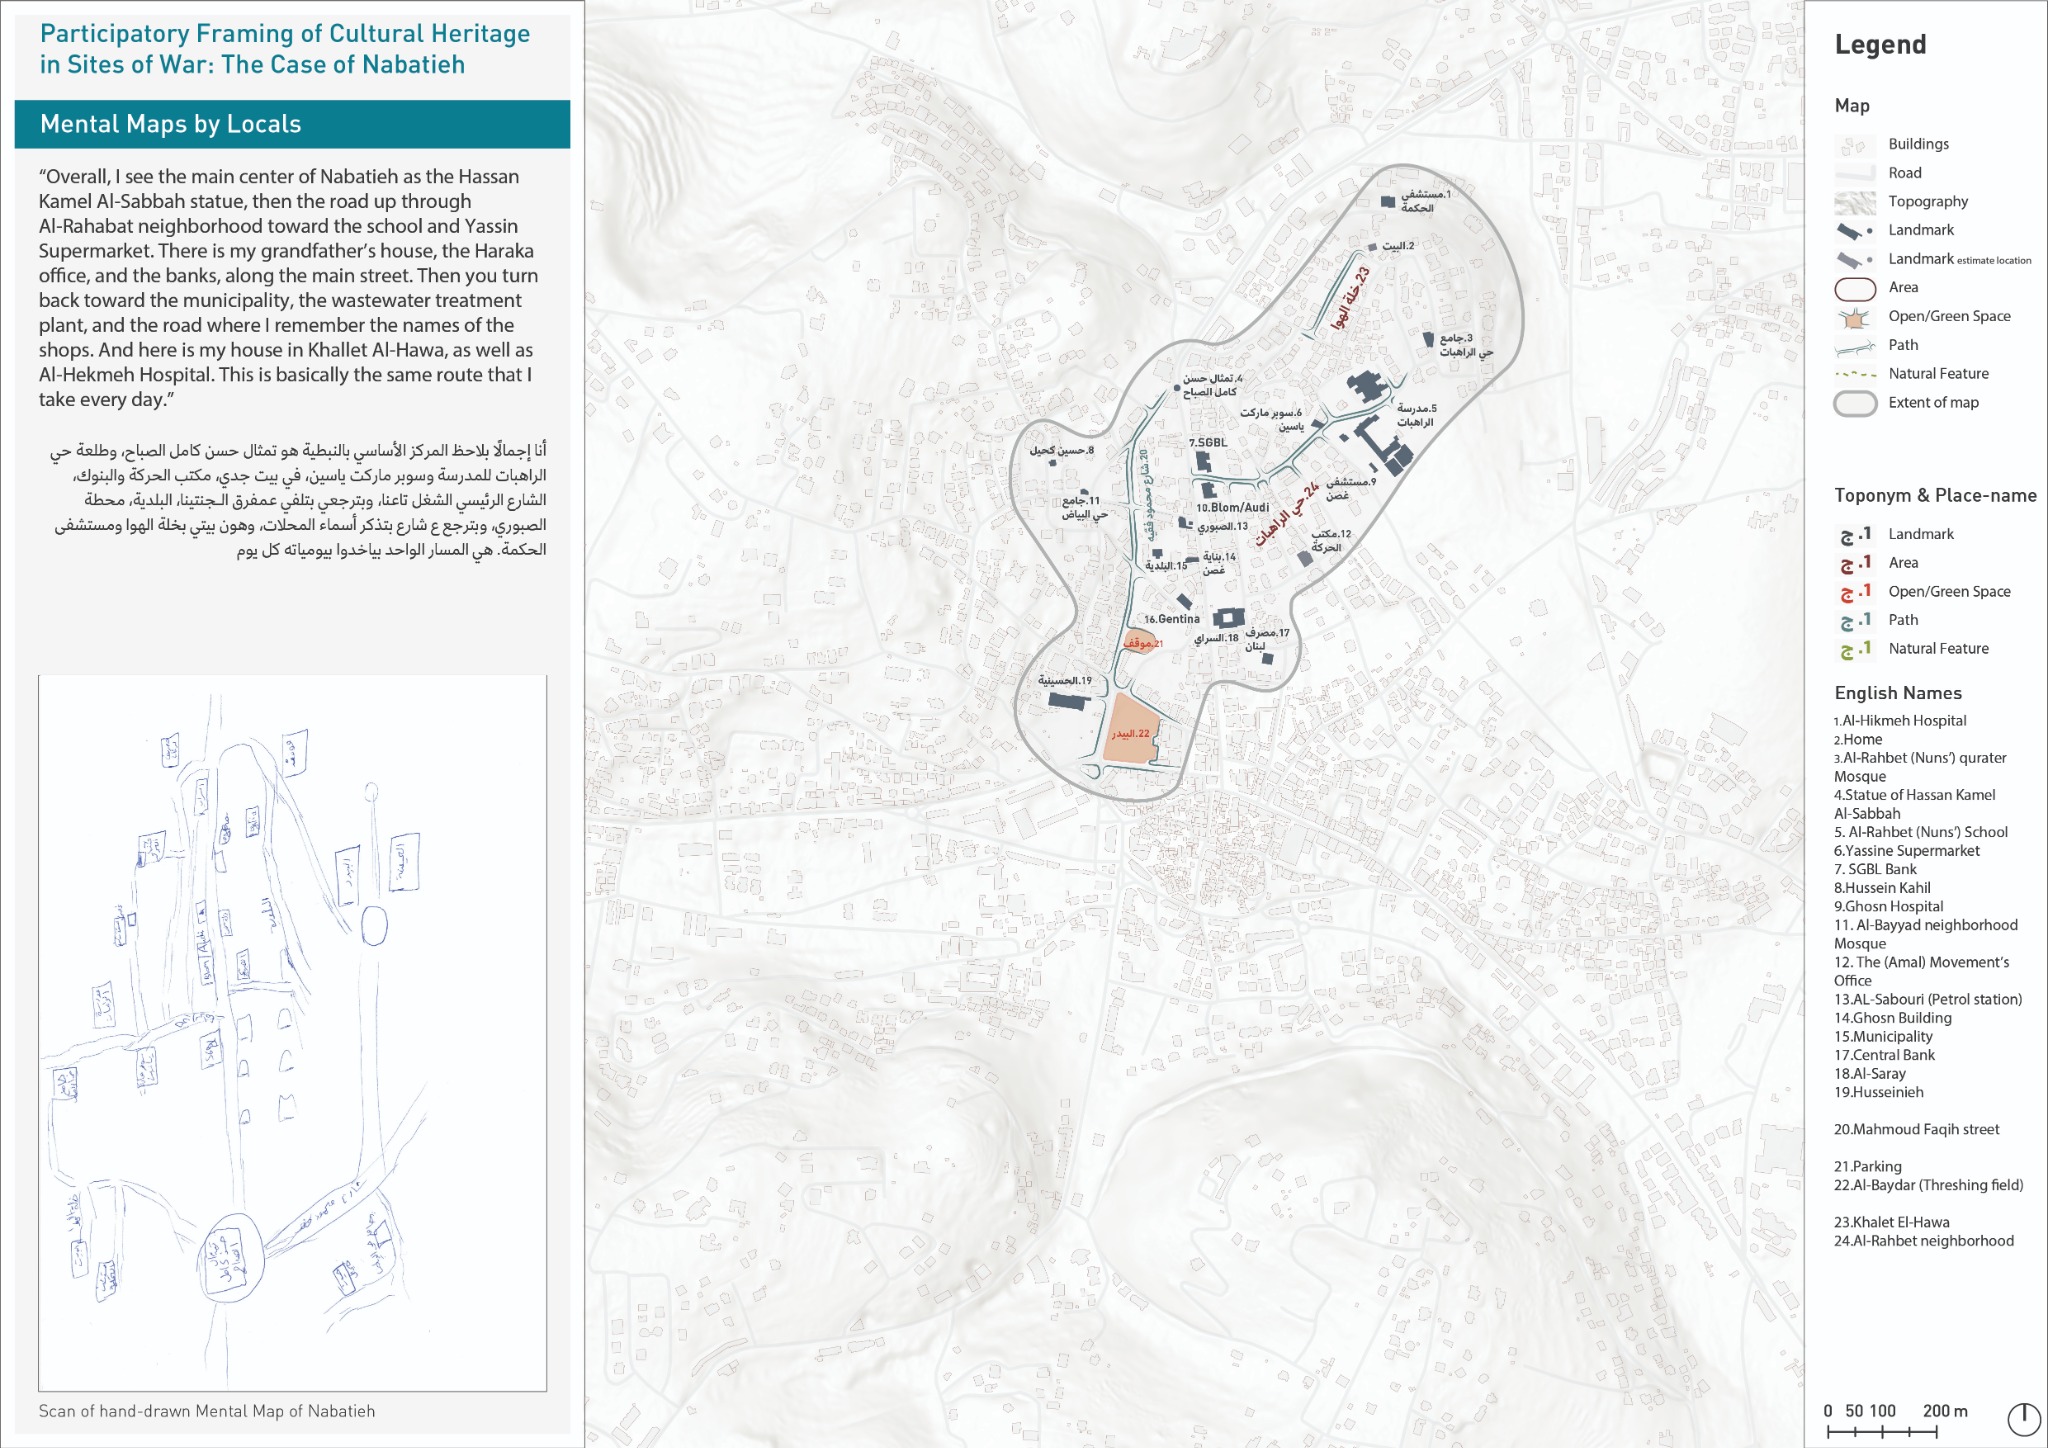 Participatory Framing of Cultural Heritage
in Sites of War: The Case of Nabatieh
Mental Maps by Locals
“Overall, I see the main center of Nabatieh as the Hassan
Kamel Al-Sabbah statue, then the road up through
Al-Rahabat neighborhood toward the school and Yassin
Supermarket. There is my grandfather’s house, the Haraka
office, and the banks, along the main street. Then you turn
back toward the municipality, the wastewater treatment
plant, and the road where I remember the names of the
shops. And here is my house in Khallet Al-Hawa, as well as
Al-Hekmeh Hospital. This is basically the same route that I
take every day.”
أنا إجمالًا بلاحظ المركز الأساسي بالنبطية هو تمثال حسن كامل الصباح، وطلعة حي
الراهبات للمدرسة وسوبر ماركت ياسين، في بيت جدي، مكتب الحركة والبنوك،
الشارع الرئيسي الشغل تاعنا، وبترجعي بتلفي عمفرق الـجنتينا، البلدية، محطة
الصبوري، وبترجع ع شارع بتذكر أسماء المحلات، وهون بيتي بخلة الهوا ومستشفى
الحكمة. هي المسار الواحد بياخدوا بيومياته كل يوم
Scan of hand-drawn Mental Map of Nabatieh
1.مستشفى
الحكمة
2.البيت
23.خلة الهوا
3.جامع
حي الراهبات
4.تمثال حسن
كامل الصباح
5.مدرسة
الراهبات
6.سوبر ماركت
ياسين
7.SGBL
8.حسين كحيل
20.شارع محمود فقيه
9.مستشفى
غصن
24.حي الراهبات
10.Blom/Audi
11.جامع
حي البياض
13.الصبوري
12.مكتب
الحركة
14.بناية
غصن
15.البلدية
16.Gentina
17.مصرف
لبنان
18.السراي
21.موقف
19.الحسينية
22.البيدر
Legend
Map
Buildings
Road
Topography
Landmark
Landmark estimate location
Area
Open/Green Space
Path
Natural Feature
Extent of map
Toponym & Place-name
1.ج Landmark
1.ج Area
1.ج Open/Green Space
1.ج Path
1.ج Natural Feature
English Names
1.Al-Hikmeh Hospital
2.Home
3.Al-Rahbet (Nuns’) qurater
Mosque
4.Statue of Hassan Kamel
Al-Sabbah
5. Al-Rahbet (Nuns’) School
6.Yassine Supermarket
7. SGBL Bank
8.Hussein Kahil
9.Ghosn Hospital
11. Al-Bayyad neighborhood
Mosque
12. The (Amal) Movement’s
Office
13.AL-Sabouri (Petrol station)
14.Ghosn Building
15.Municipality
17.Central Bank
18.Al-Saray
19.Husseinieh
20.Mahmoud Faqih street
21.Parking
22.Al-Baydar (Threshing field)
23.Khalet El-Hawa
24.Al-Rahbet neighborhood
0 50 100 200 m